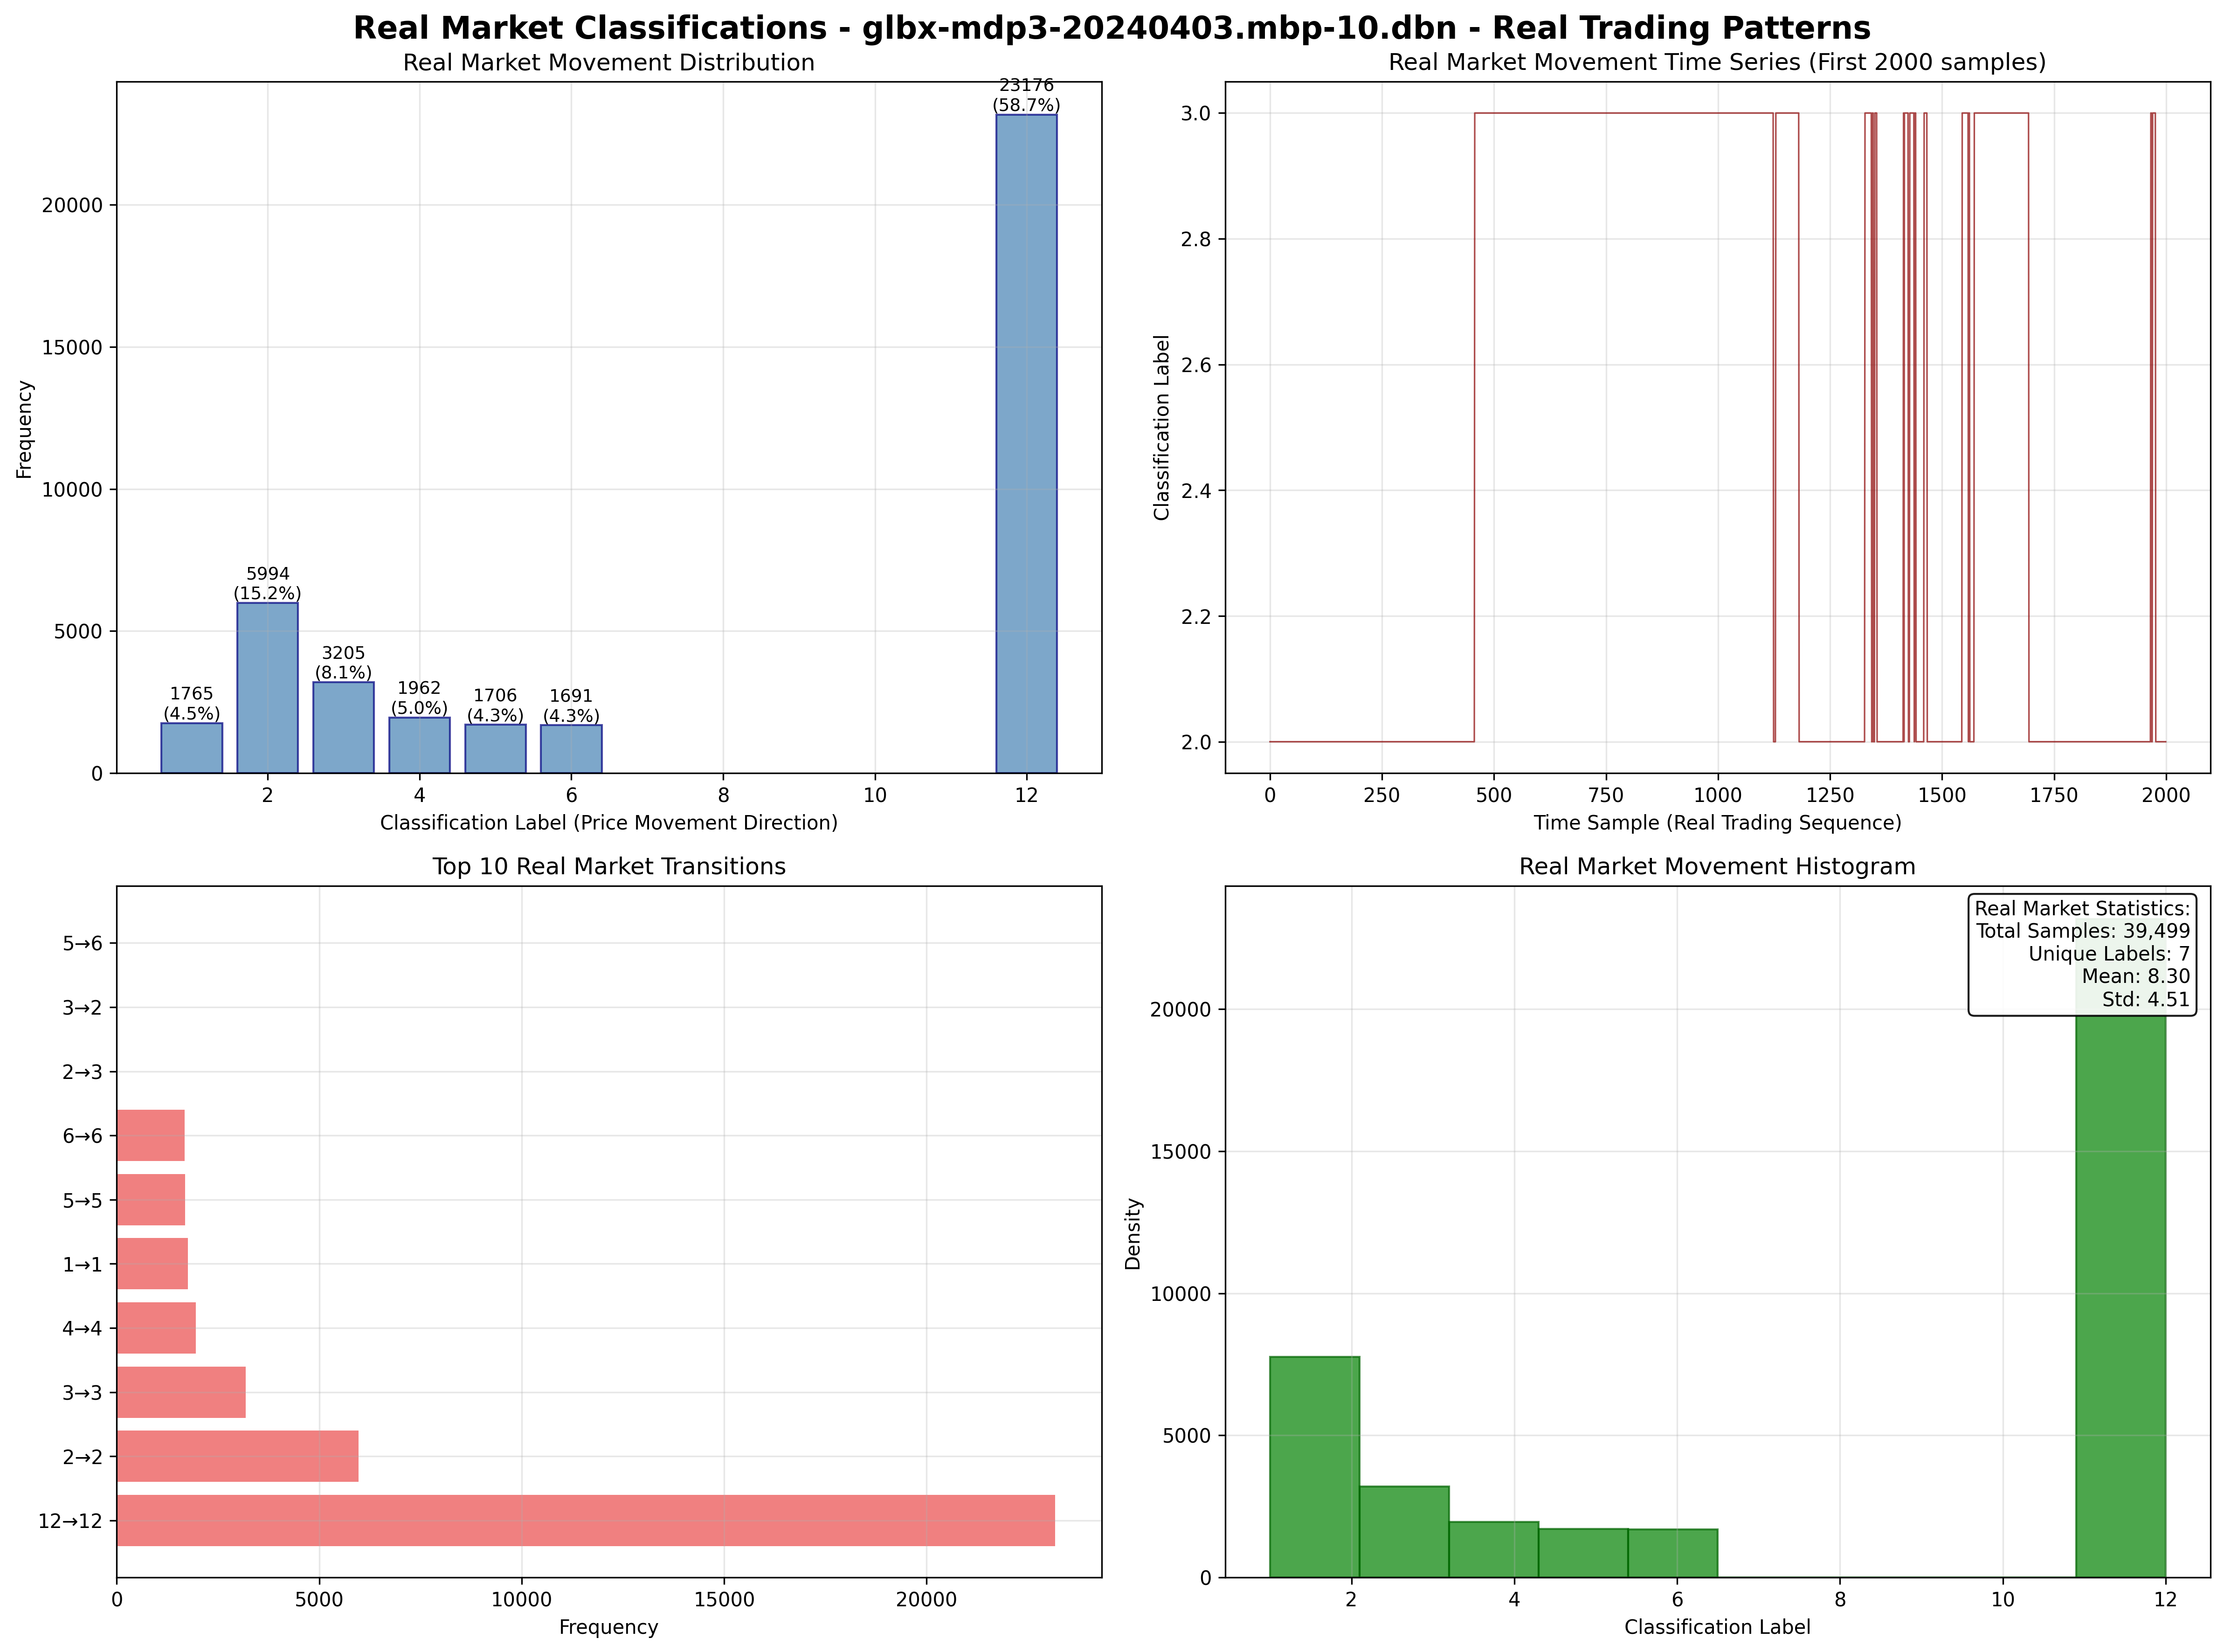 Real Market Classifications - glbx-mdp3-20240403.mbp-10.dbn - Real Trading Patterns
Real Market Movement Distribution
23176
(58.7%)
5994
(15.2%)
3205
(8.1%)
1962
(5.0%)
1765
(4.5%)
1706
(4.3%)
1691
(4.3%)
20000
15000
10000
5000
0
Frequency
2 4 6 8 10 12
Classification Label (Price Movement Direction)
Real Market Movement Time Series (First 2000 samples)
3.0
2.8
2.6
2.4
2.2
2.0
Classification Label
0 250 500 750 1000 1250 1500 1750 2000
Time Sample (Real Trading Sequence)
Top 10 Real Market Transitions
5→6
3→2
2→3
6→6
5→5
1→1
4→4
3→3
2→2
12→12
0 5000 10000 15000 20000
Frequency
Real Market Movement Histogram
Real Market Statistics:
Total Samples: 39,499
Unique Labels: 7
Mean: 8.30
Std: 4.51
20000
15000
10000
5000
0
Density
2 4 6 8 10 12
Classification Label